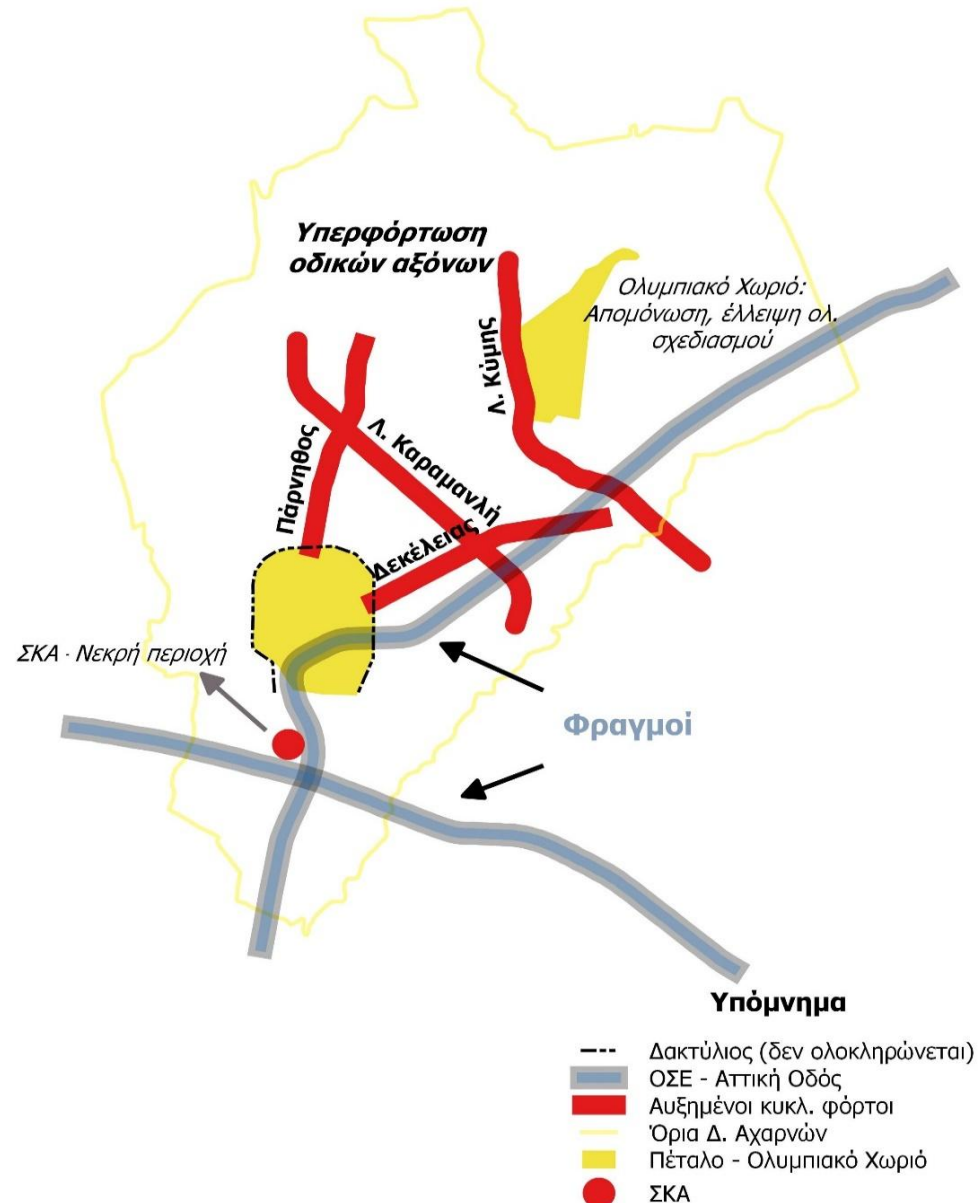 Υπερφόρτωση
οδικών αξόνων
Ολυμπιακό Χωριό:
Απομόνωση, έλλειψη ολ.
σχεδιασμού
Λ. Κύμης
Πάρνηθος
Λ. Καραμανλή
Δεκέλειας
ΣΚΑ - Νεκρή περιοχή
Φραγμοί
Υπόμνημα
Δακτύλιος (δεν ολοκληρώνεται)
ΟΣΕ - Αττική Οδός
Αυξημένοι κυκλ. φόρτοι
Όρια Δ. Αχαρνών
Πέταλο - Ολυμπιακό Χωριό
ΣΚΑ